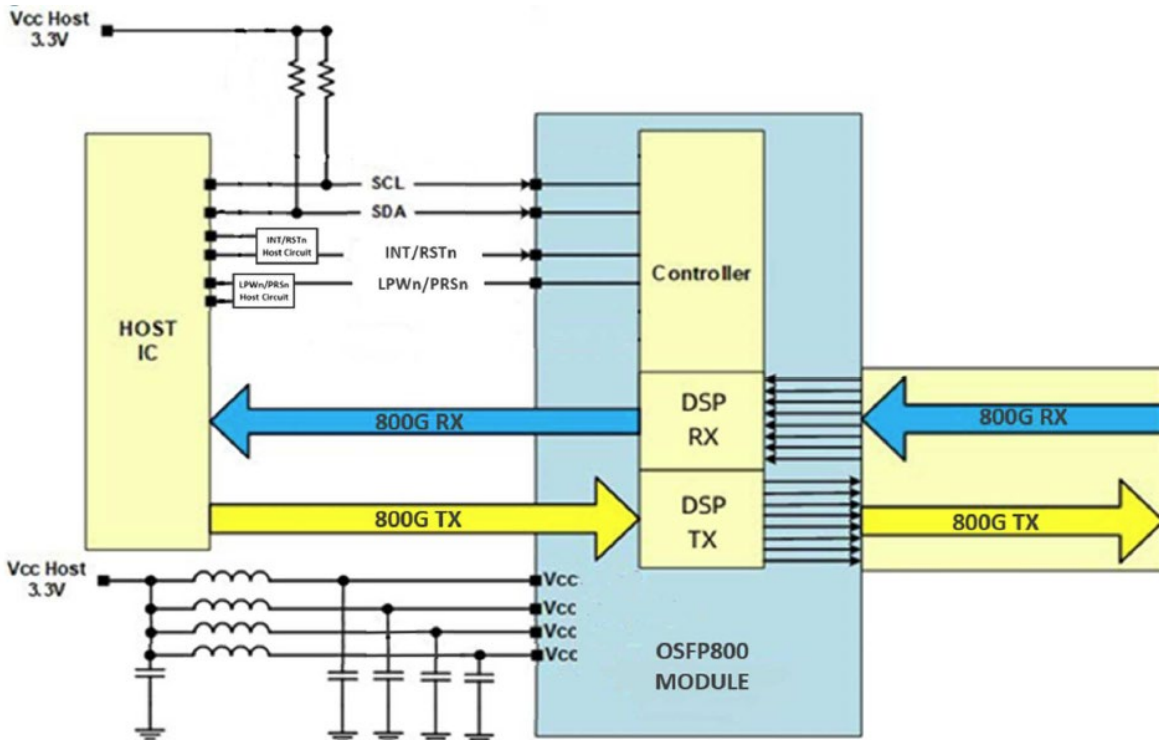 Vcc Host
3.3V
SCL
SDA
INT/RSTn
Host Circuit
INT/RSTn
LPWn/PRSn
Host Circuit
LPWn/PRSn
HOST
IC
Controller
DSP
RX
DSP
TX
800G RX
800G RX
800G TX
800G TX
Vcc Host
3.3V
Vcc
Vcc
Vcc
Vcc
OSFP800
MODULE